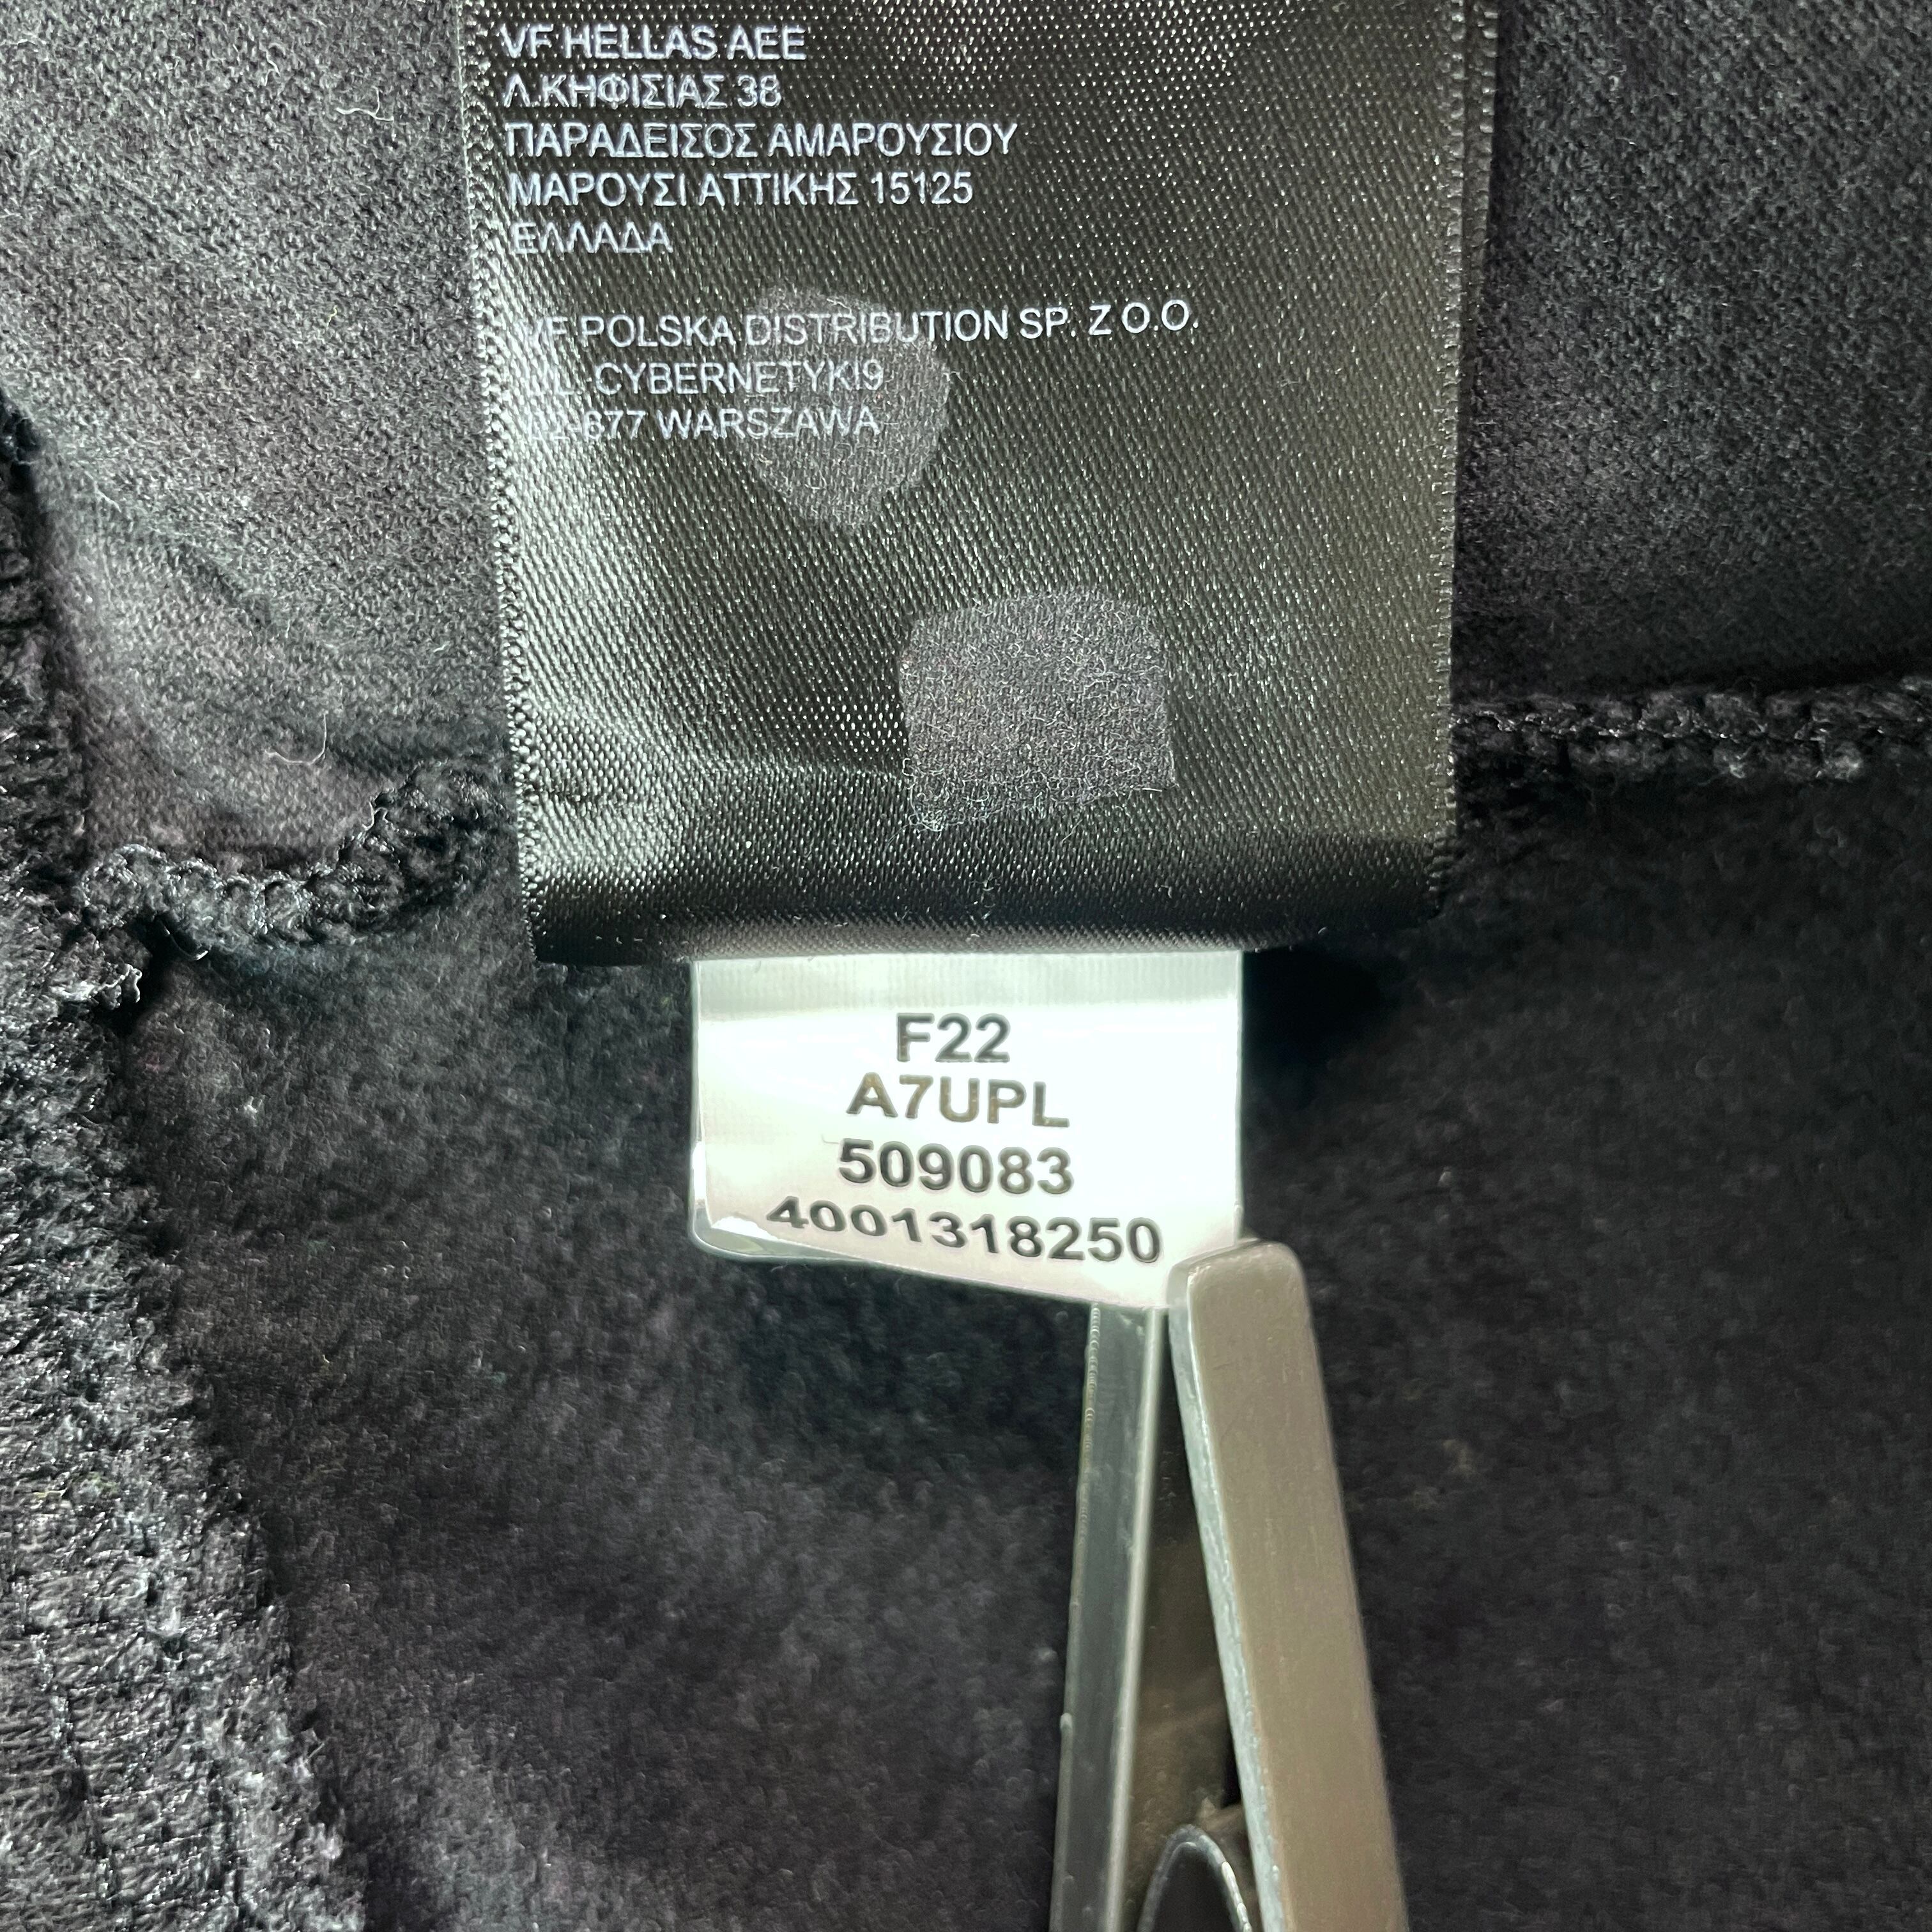 VF HELLAS AEE
Λ.ΚΗΦΙΣΙΑΣ 38
ΠΑΡΑΔΕΙΣΟΣ ΑΜΑΡΟΥΣΙΟΥ
ΜΑΡΟΥΣΙ ΑΤΤΙΚΗΣ 15125
ΕΛΛΑΔΑ
VF POLSKA DISTRIBUTION SP. Z O.O.
CYBERNETYKI9
WARSZAWA
F22
A7UPL
509083
4001318250